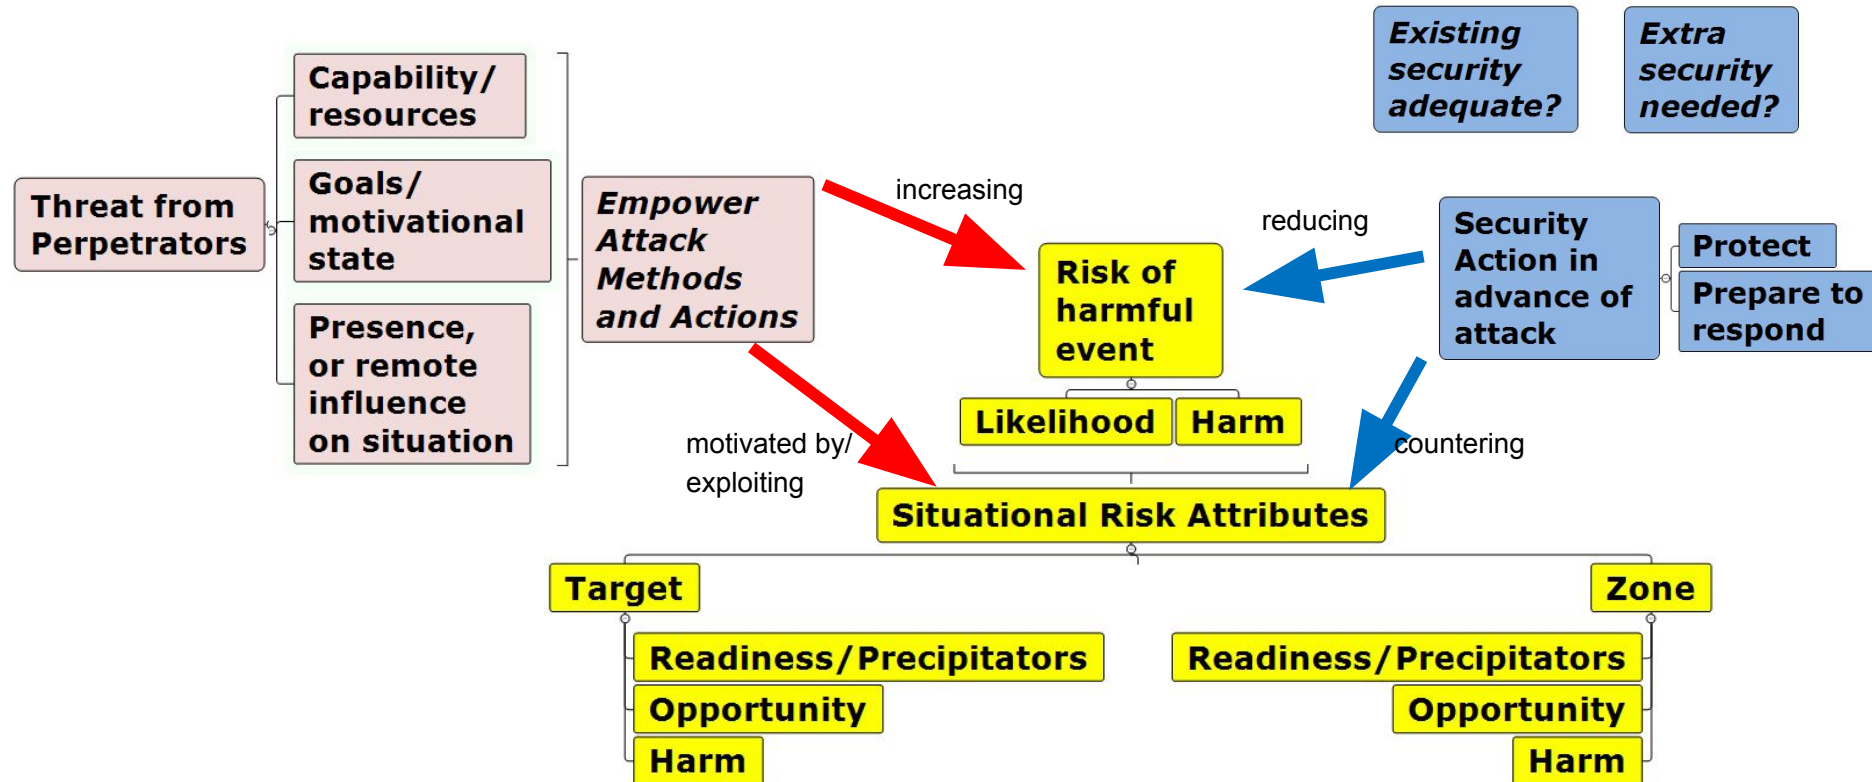 Existing
security
adequate?
Extra
security
needed?
Capability/
resources
Threat from
Perpetrators
Goals/
motivational
state
Presence,
or remote
influence
on situation
Empower
Attack
Methods
and Actions
increasing
reducing
Risk of
harmful
event
Security
Action in
advance of
attack
Protect
Prepare to
respond
Likelihood
Harm
motivated by/
exploiting
countering
Situational Risk Attributes
Target
Readiness/Precipitators
Opportunity
Harm
Zone
Readiness/Precipitators
Opportunity
Harm